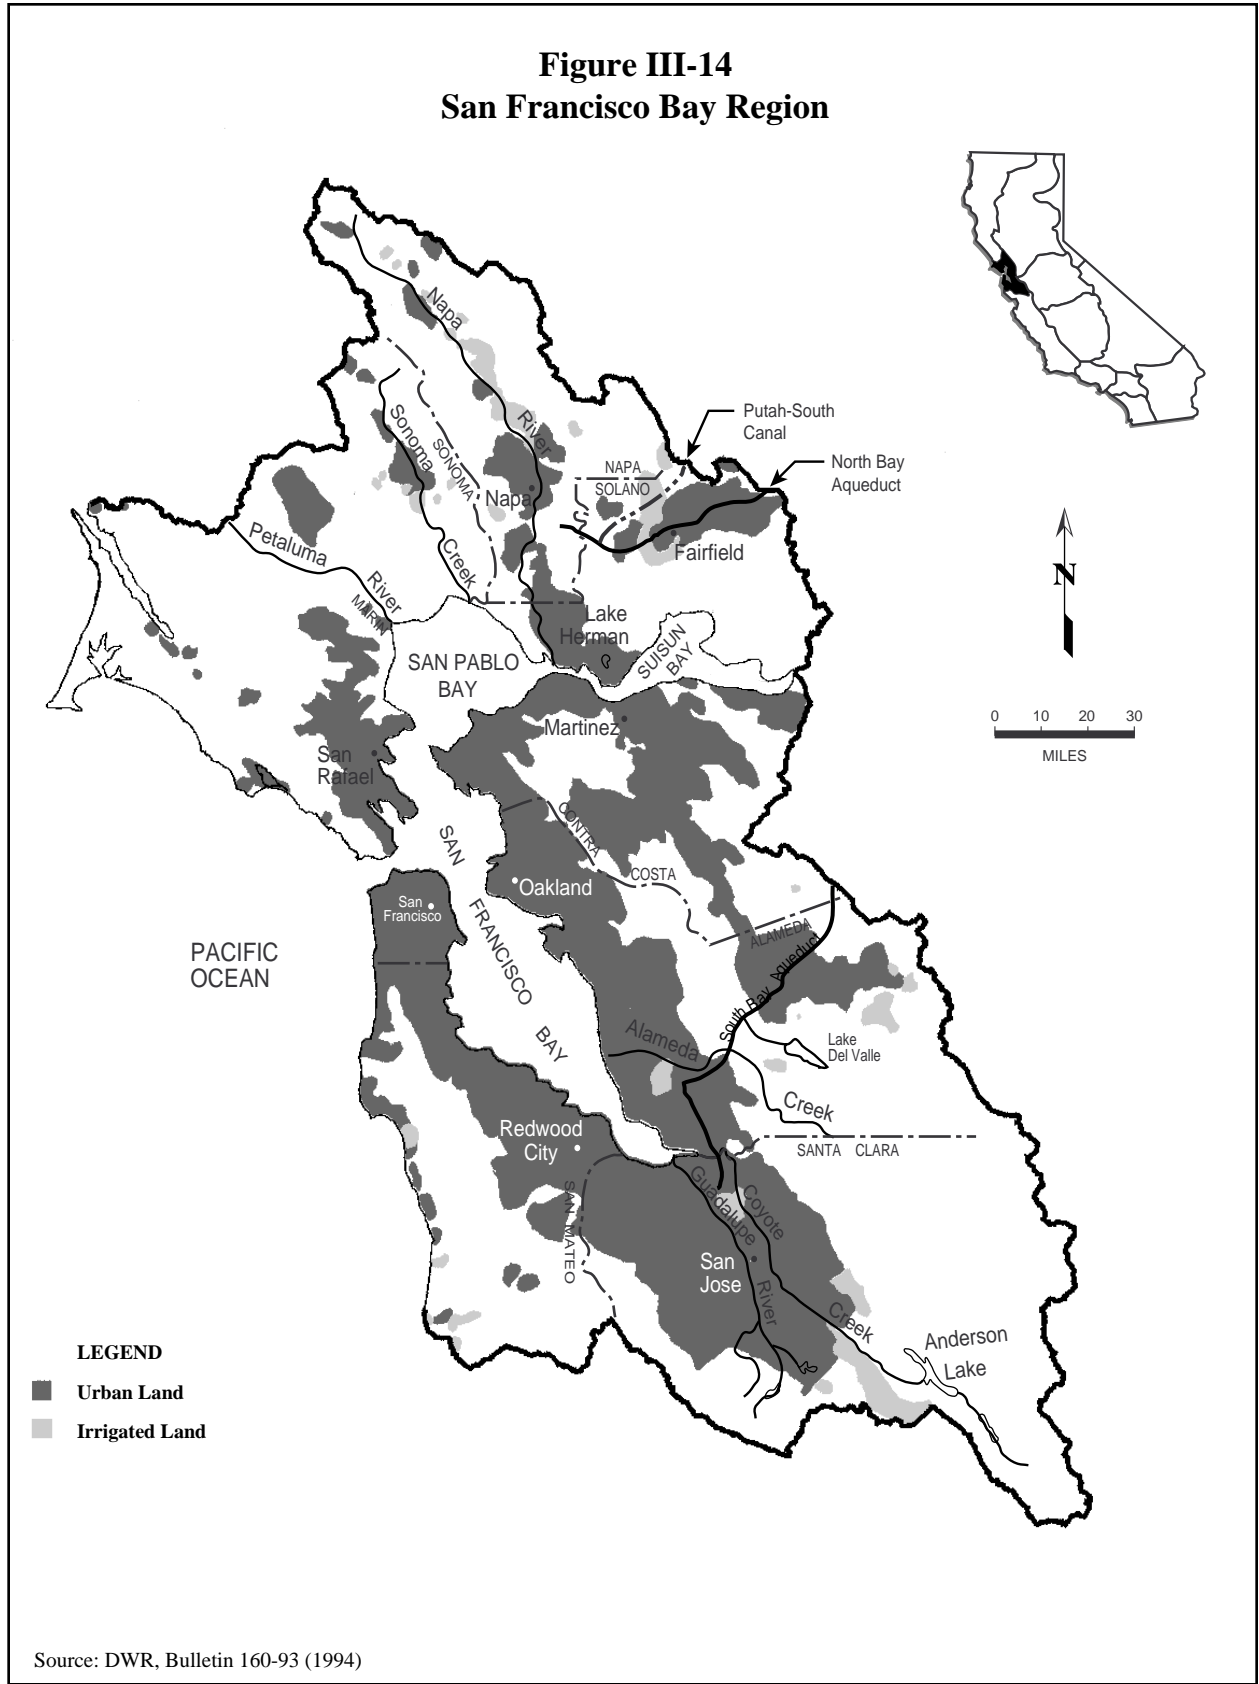 Figure III-14
San Francisco Bay Region
Napa
River
Sonoma
Creek
SONOMA
Putah-South
Canal
North Bay
Aqueduct
NAPA
SOLANO
Napa
Fairfield
Petaluma
River
MARIN
Lake
Herman
SUISUN
BAY
SAN PABLO
BAY
N
0 10 20 30
MILES
Martinez
San
Rafael
CONTRA
COSTA
SAN
FRANCISCO
BAY
Oakland
San
Francisco
PACIFIC
OCEAN
ALAMEDA
South Bay Aqueduct
Lake
Del Valle
Alameda
Creek
Redwood
City
SANTA CLARA
SAN MATEO
Guadalupe
River
Coyote
Creek
San
Jose
Anderson
Lake
LEGEND
Urban Land
Irrigated Land
Source: DWR, Bulletin 160-93 (1994)